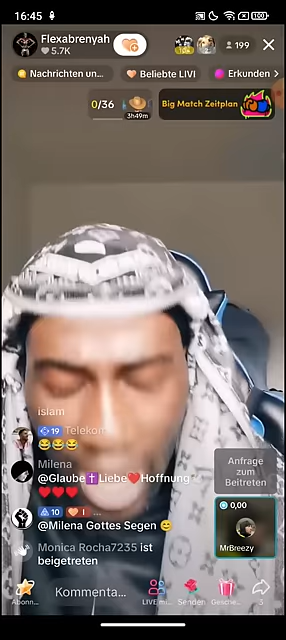 16:45
100
Flexabrenyah
5.7K
199
Nachrichten un...
Beliebte LIVI
Erkunden
0/36
3h49m
Big Match Zeitplan
islam
19 Telekom
😂😂😂
Milena
@Glaube✝️Liebe❤️Hoffnung
❤️❤️❤️
10 I ...
@Milena Gottes Segen 😊
Monica Rocha7235 ist
beigetreten
Anfrage
zum
Beitreten
0,00
MrBreezy
Abonn...
Kommenta...
LIVE mi...
Senden
Gesche...
3